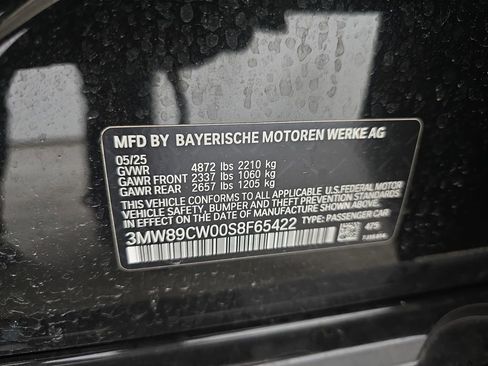 MFD BY BAYERISCHE MOTOREN WERKE AG
05/25
GVWR 4872 lbs 2210 kg
GAWR FRONT 2337 lbs 1060 kg
GAWR REAR 2657 lbs 1205 kg
THIS VEHICLE CONFORMS TO ALL APPLICABLE U.S.FEDERAL MOTOR
VEHICLE SAFETY, BUMPER, AND THEFT PREVENTION STANDARDS
IN EFFECT ON THE DATE OF MANUFACTURE SHOWN ABOVE.
3MW89CW00S8F65422 TYPE: PASSENGER CAR
475